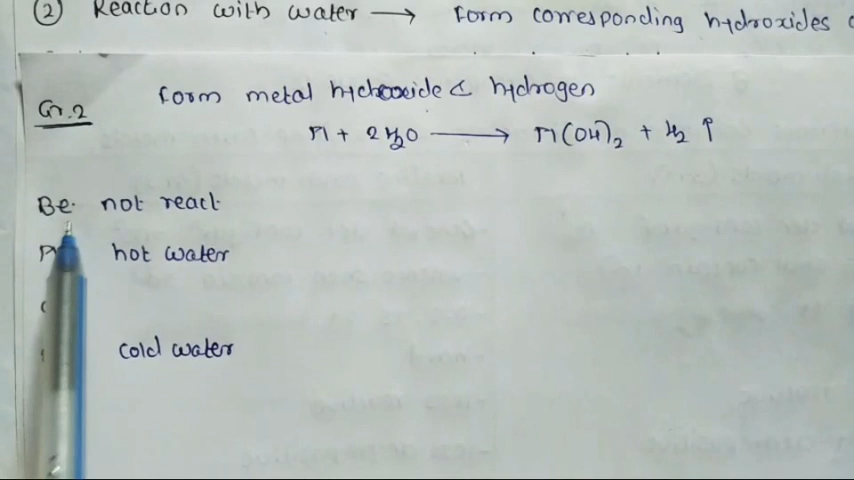 ② Reaction with water → Form corresponding hydroxides
Gr.2 Form metal hydroxide & hydrogen
M + 2H₂O → M(OH)₂ + H₂ ↑
Be. not react.
hot water
cold water